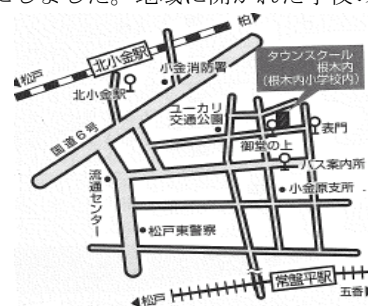 にしました。地域に開かれた学校の
柏▶
北小金駅
◀松戸
北小金駅
小金消防署
タウンスクール
根木内
(根木内小学校内)
ユーカリ
交通公園
国道6号
御堂の上
表門
バス案内所
流通センター
小金原支所
松戸東警察
常盤平駅
◀松戸
五香▶